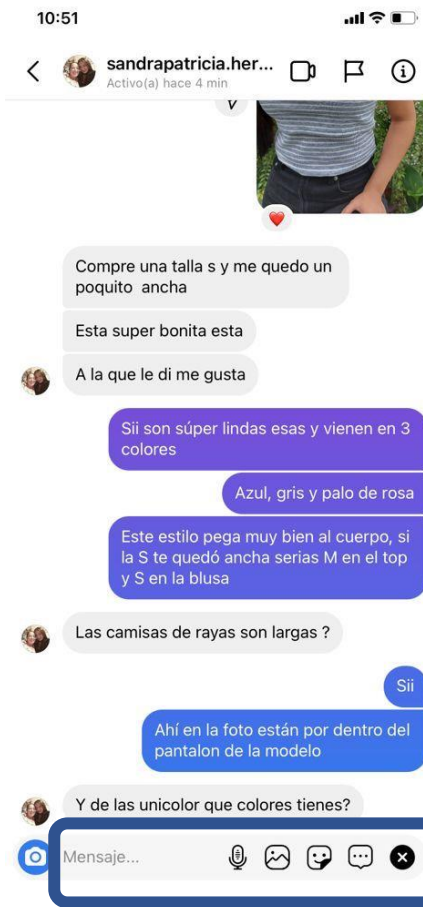 10:51
sandrapatricia.her...
Activo(a) hace 4 min
Compre una talla s y me quedo un
poquito ancha
Esta super bonita esta
A la que le di me gusta
Sii son súper lindas esas y vienen en 3
colores
Azul, gris y palo de rosa
Este estilo pega muy bien al cuerpo, si
la S te quedó ancha serias M en el top
y S en la blusa
Las camisas de rayas son largas ?
Sii
Ahí en la foto están por dentro del
pantalon de la modelo
Y de las unicolor que colores tienes?
Mensaje...